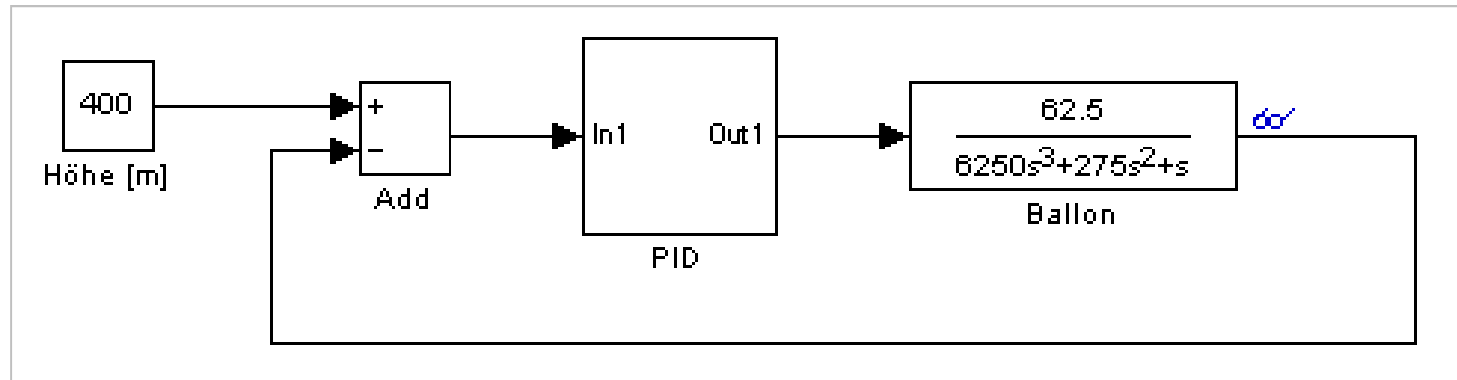 400
Höhe [m]
+
−
Add
In1
Out1
PID
62.5
6250s³+275s²+s
Ballon